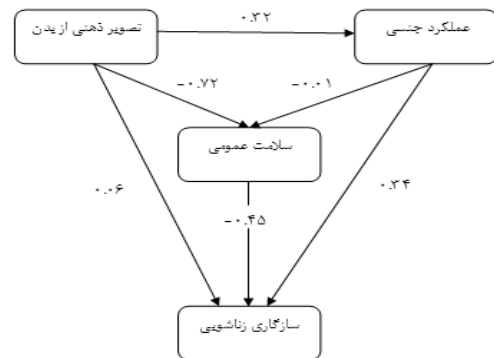 تصویر ذهنی از بدن
۰.۳۲
عملکرد جنسی
-۰.۷۲
-۰.۰۱
سلامت عمومی
۰.۰۶
-۰.۴۵
۰.۳۴
سازگاری زناشویی